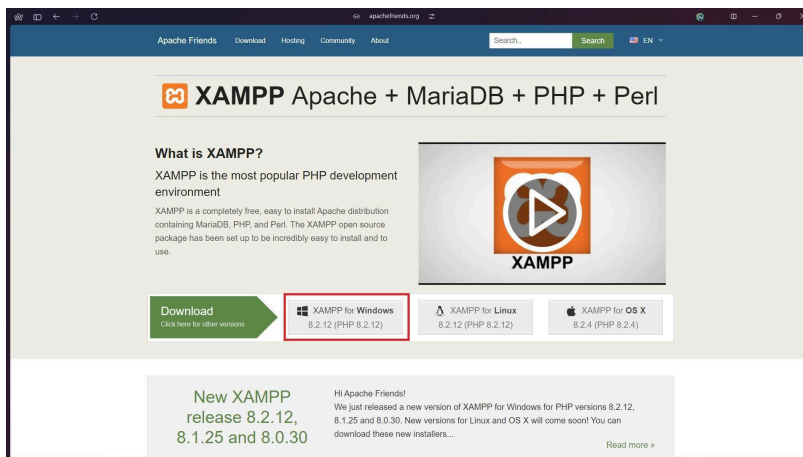 apachefriends.org
Apache Friends Download Hosting Community About Search... Search EN
XAMPP Apache + MariaDB + PHP + Perl
What is XAMPP?
XAMPP is the most popular PHP development
environment
XAMPP is a completely free, easy to install Apache distribution
containing MariaDB, PHP, and Perl. The XAMPP open source
package has been set up to be incredibly easy to install and to
use.
XAMPP
Download
Click here for other versions
XAMPP for Windows
8.2.12 (PHP 8.2.12)
XAMPP for Linux
8.2.12 (PHP 8.2.12)
XAMPP for OS X
8.2.4 (PHP 8.2.4)
New XAMPP
release 8.2.12,
8.1.25 and 8.0.30
Hi Apache Friends!
We just released a new version of XAMPP for Windows for PHP versions 8.2.12,
8.1.25 and 8.0.30. New versions for Linux and OS X will come soon! You can
download these new installers...
Read more »